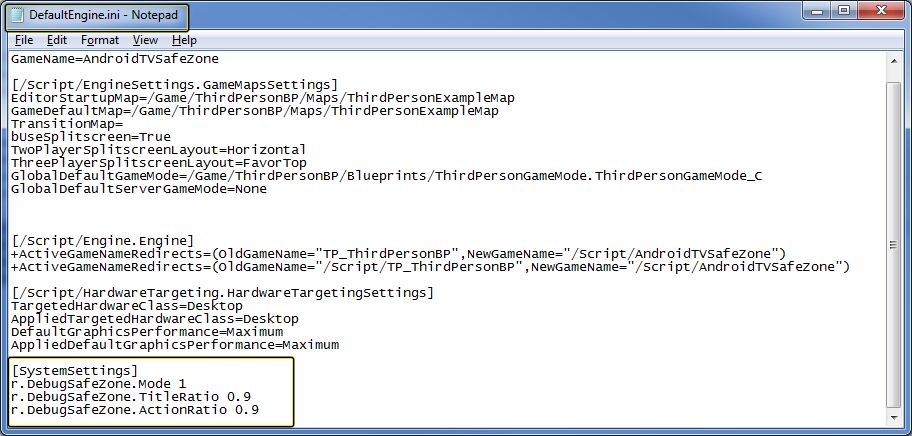 DefaultEngine.ini - Notepad
File Edit Format View Help
GameName=AndroidTVSafeZone
[/Script/EngineSettings.GameMapsSettings]
EditorStartupMap=/Game/ThirdPersonBP/Maps/ThirdPersonExampleMap
GameDefaultMap=/Game/ThirdPersonBP/Maps/ThirdPersonExampleMap
TransitionMap=
bUseSplitscreen=True
TwoPlayerSplitscreenLayout=Horizontal
ThreePlayerSplitscreenLayout=FavorTop
GlobalDefaultGameMode=/Game/ThirdPersonBP/Blueprints/ThirdPersonGameMode.ThirdPersonGameMode_C
GlobalDefaultServerGameMode=None
[/Script/Engine.Engine]
+ActiveGameNameRedirects=(OldGameName="TP_ThirdPersonBP",NewGameName="/Script/AndroidTVSafeZone")
+ActiveGameNameRedirects=(OldGameName="/Script/TP_ThirdPersonBP",NewGameName="/Script/AndroidTVSafeZone")
[/Script/HardwareTargeting.HardwareTargetingSettings]
TargetedHardwareClass=Desktop
AppliedTargetedHardwareClass=Desktop
DefaultGraphicsPerformance=Maximum
AppliedDefaultGraphicsPerformance=Maximum
[SystemSettings]
r.DebugSafeZone.Mode 1
r.DebugSafeZone.TitleRatio 0.9
r.DebugSafeZone.ActionRatio 0.9